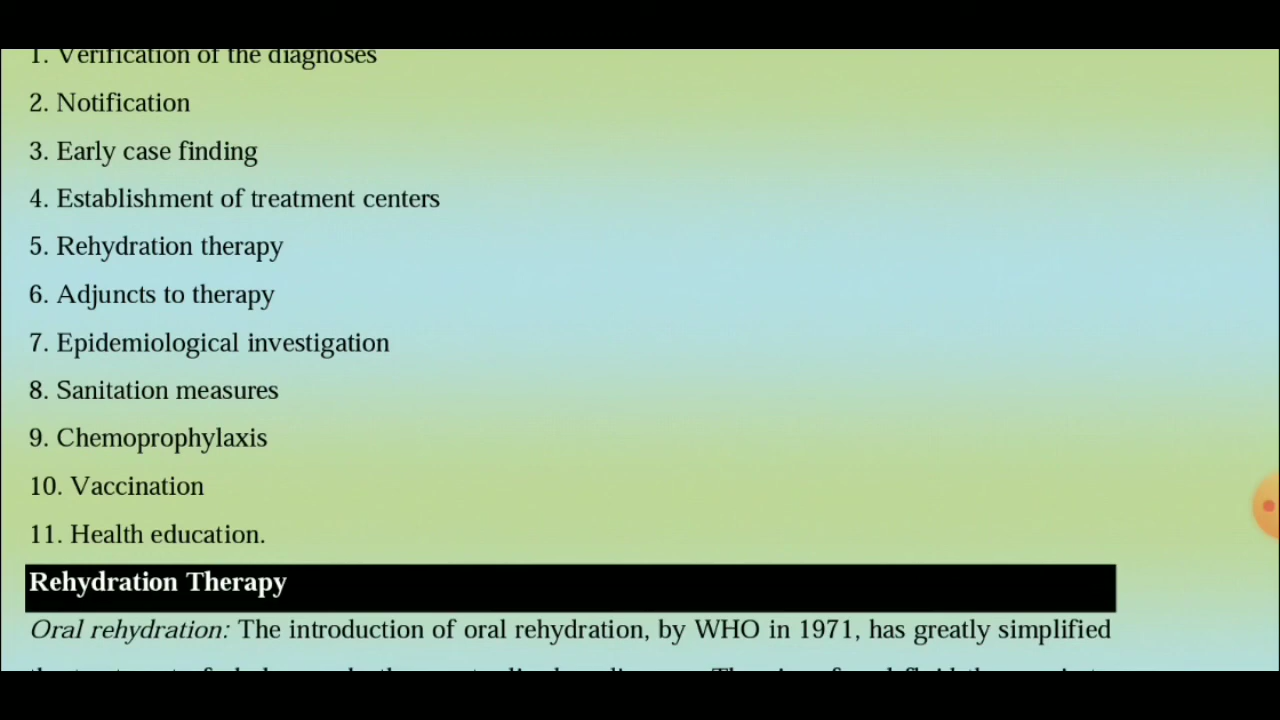 1. Verification of the diagnoses
2. Notification
3. Early case finding
4. Establishment of treatment centers
5. Rehydration therapy
6. Adjuncts to therapy
7. Epidemiological investigation
8. Sanitation measures
9. Chemoprophylaxis
10. Vaccination
11. Health education.
Rehydration Therapy
Oral rehydration: The introduction of oral rehydration, by WHO in 1971, has greatly simplified